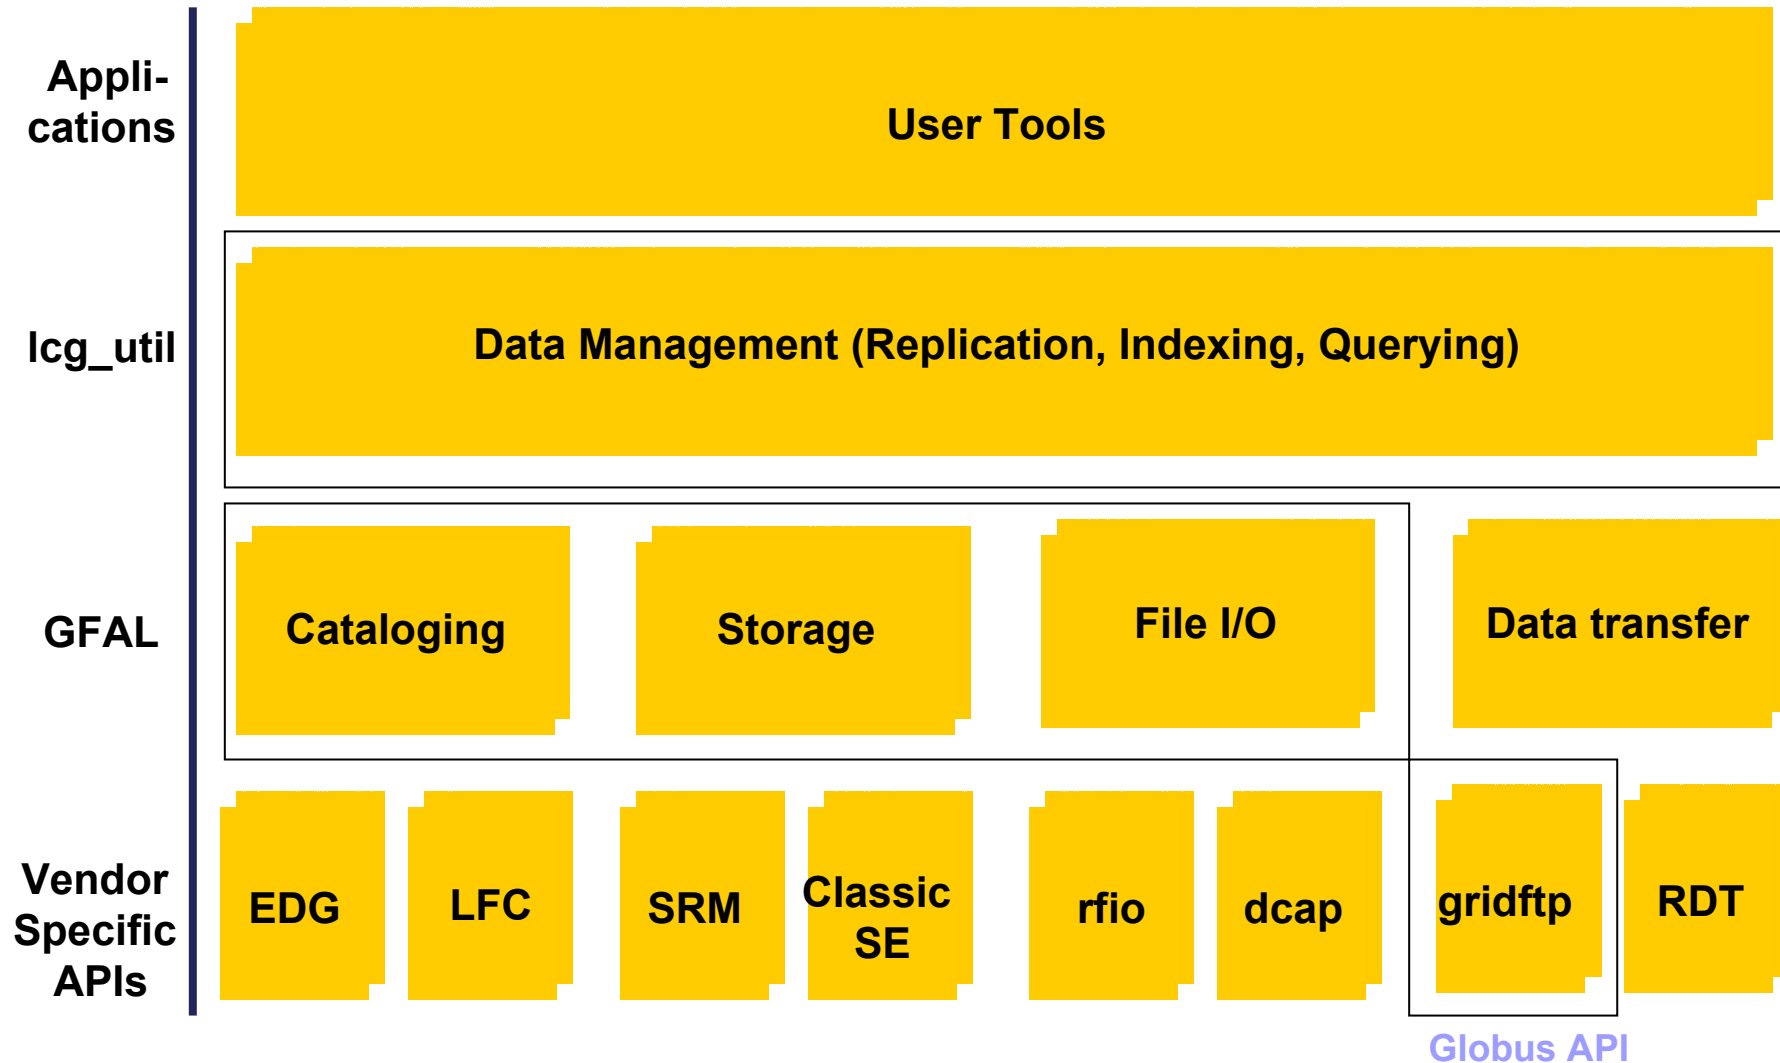 Appli-
cations
User Tools
lcg_util
Data Management (Replication, Indexing, Querying)
GFAL
Cataloging
Storage
File I/O
Data transfer
Vendor
Specific
APIs
EDG
LFC
SRM
Classic
SE
rfio
dcap
gridftp
RDT
Globus API